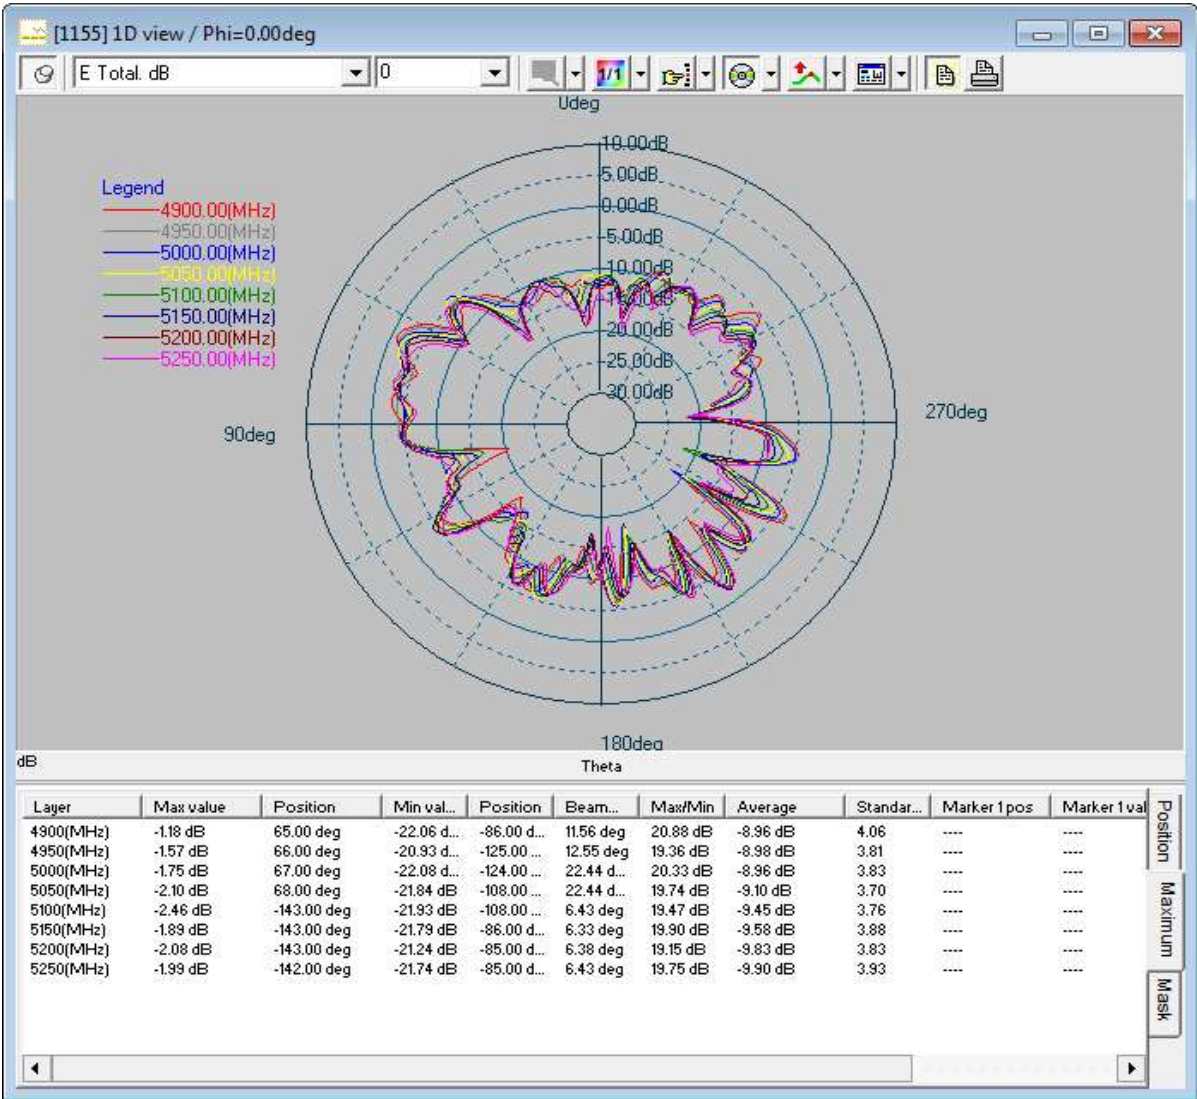 [1155] 1D view / Phi=0.00deg
E Total. dB 0 1/1
0deg
10.00dB
5.00dB
0.00dB
-5.00dB
-10.00dB
-15.00dB
-20.00dB
-25.00dB
-30.00dB
Legend
4900.00(MHz)
4950.00(MHz)
5000.00(MHz)
5050.00(MHz)
5100.00(MHz)
5150.00(MHz)
5200.00(MHz)
5250.00(MHz)
90deg
270deg
180deg
dB
Theta
Layer Max value Position Min val... Position Beam... Max/Min Average Standar... Marker 1 pos Marker 1 val
4900(MHz) -1.18 dB 65.00 deg -22.06 d... -86.00 d... 11.56 deg 20.88 dB -8.96 dB 4.06 ---- ----
4950(MHz) -1.57 dB 66.00 deg -20.93 d... -125.00 ... 12.55 deg 19.36 dB -8.98 dB 3.81 ---- ----
5000(MHz) -1.75 dB 67.00 deg -22.08 d... -124.00 ... 22.44 d... 20.33 dB -8.96 dB 3.83 ---- ----
5050(MHz) -2.10 dB 68.00 deg -21.84 dB -108.00 ... 22.44 d... 19.74 dB -9.10 dB 3.70 ---- ----
5100(MHz) -2.46 dB -143.00 deg -21.93 dB -108.00 ... 6.43 deg 19.47 dB -9.45 dB 3.76 ---- ----
5150(MHz) -1.89 dB -143.00 deg -21.79 dB -86.00 d... 6.33 deg 19.90 dB -9.58 dB 3.88 ---- ----
5200(MHz) -2.08 dB -143.00 deg -21.24 dB -85.00 d... 6.38 deg 19.15 dB -9.83 dB 3.83 ---- ----
5250(MHz) -1.99 dB -142.00 deg -21.74 dB -85.00 d... 6.43 deg 19.75 dB -9.90 dB 3.93 ---- ----
Position
Maximum
Mask